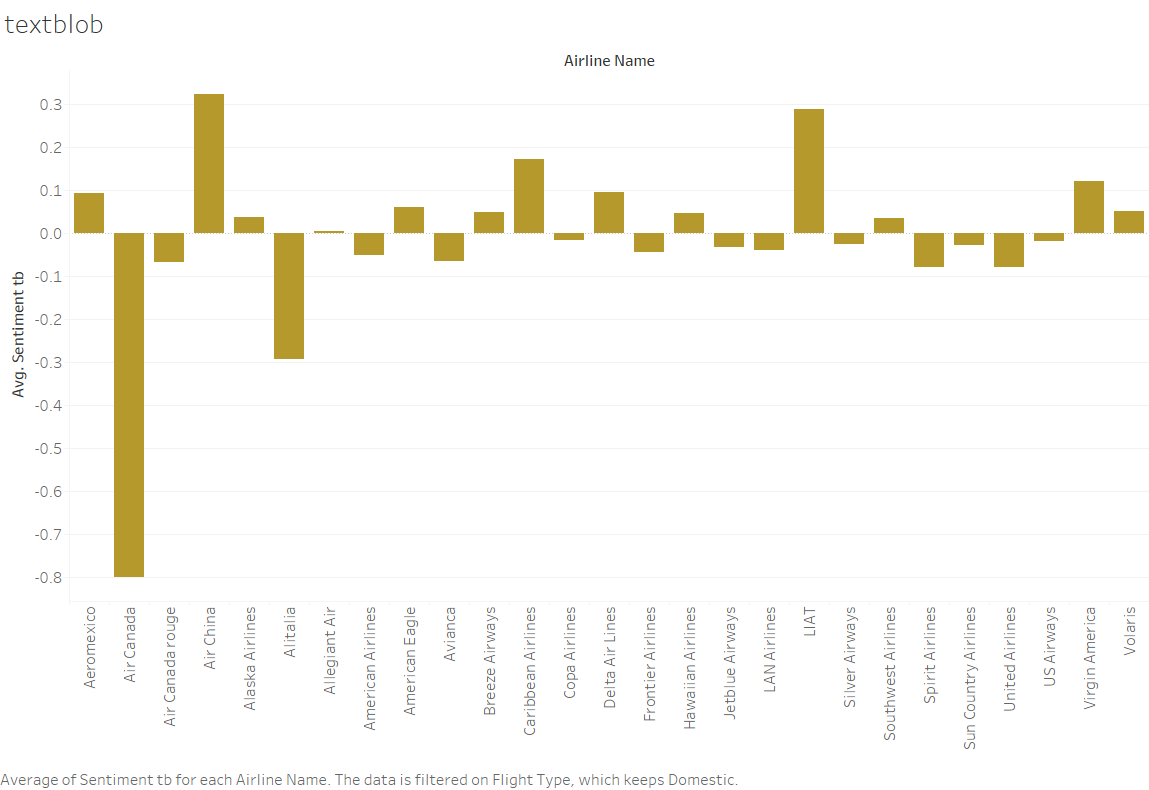 textblob
Airline Name
Avg. Sentiment tb
0.3
0.2
0.1
0.0
-0.1
-0.2
-0.3
-0.4
-0.5
-0.6
-0.7
-0.8
Aeromexico
Air Canada
Air Canada rouge
Air China
Alaska Airlines
Alitalia
Allegiant Air
American Airlines
American Eagle
Avianca
Breeze Airways
Caribbean Airlines
Copa Airlines
Delta Air Lines
Frontier Airlines
Hawaiian Airlines
Jetblue Airways
LAN Airlines
LIAT
Silver Airways
Southwest Airlines
Spirit Airlines
Sun Country Airlines
United Airlines
US Airways
Virgin America
Volaris
Average of Sentiment tb for each Airline Name. The data is filtered on Flight Type, which keeps Domestic.